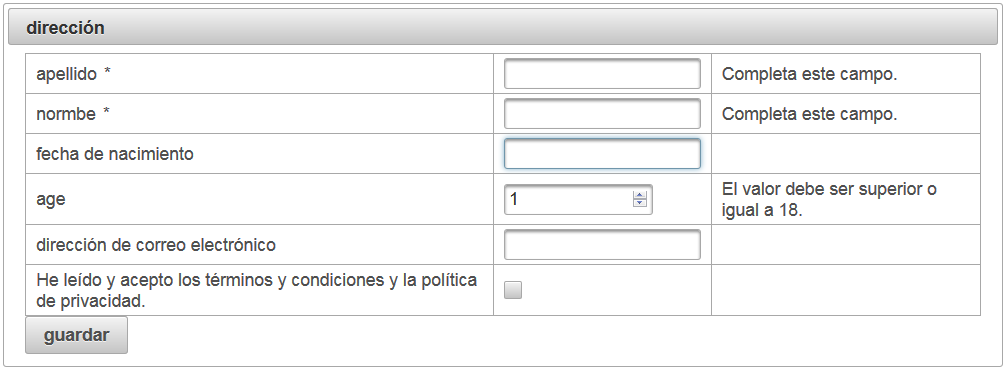 dirección
apellido *
Completa este campo.
normbe *
Completa este campo.
fecha de nacimiento
age
1
El valor debe ser superior o
igual a 18.
dirección de correo electrónico
He leído y acepto los términos y condiciones y la política
de privacidad.
guardar